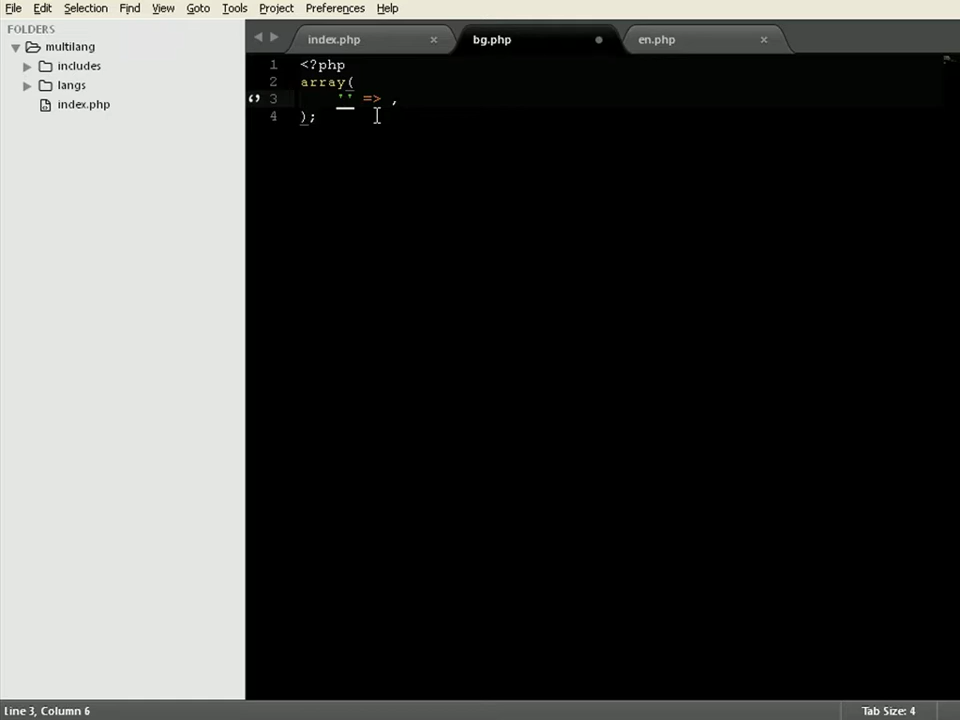 File Edit Selection Find View Goto Tools Project Preferences Help
FOLDERS
multilang
includes
langs
index.php
index.php × bg.php en.php ×
1 <?php
2 array(
3 '' => ,
4 );
Line 3, Column 6 Tab Size: 4